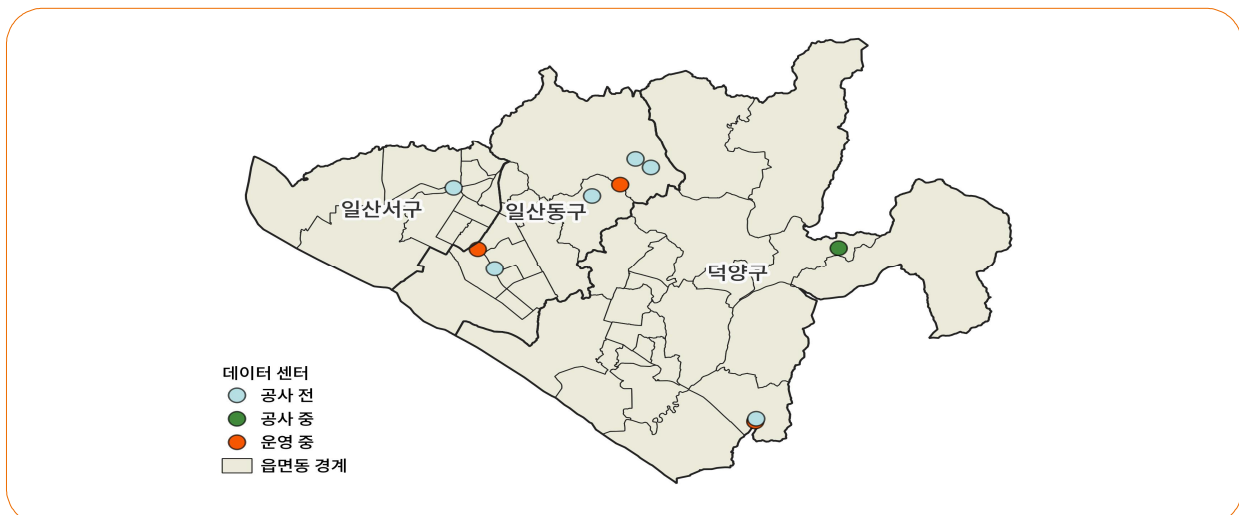 일산서구
일산동구
덕양구
데이터 센터
공사 전
공사 중
운영 중
읍면동 경계